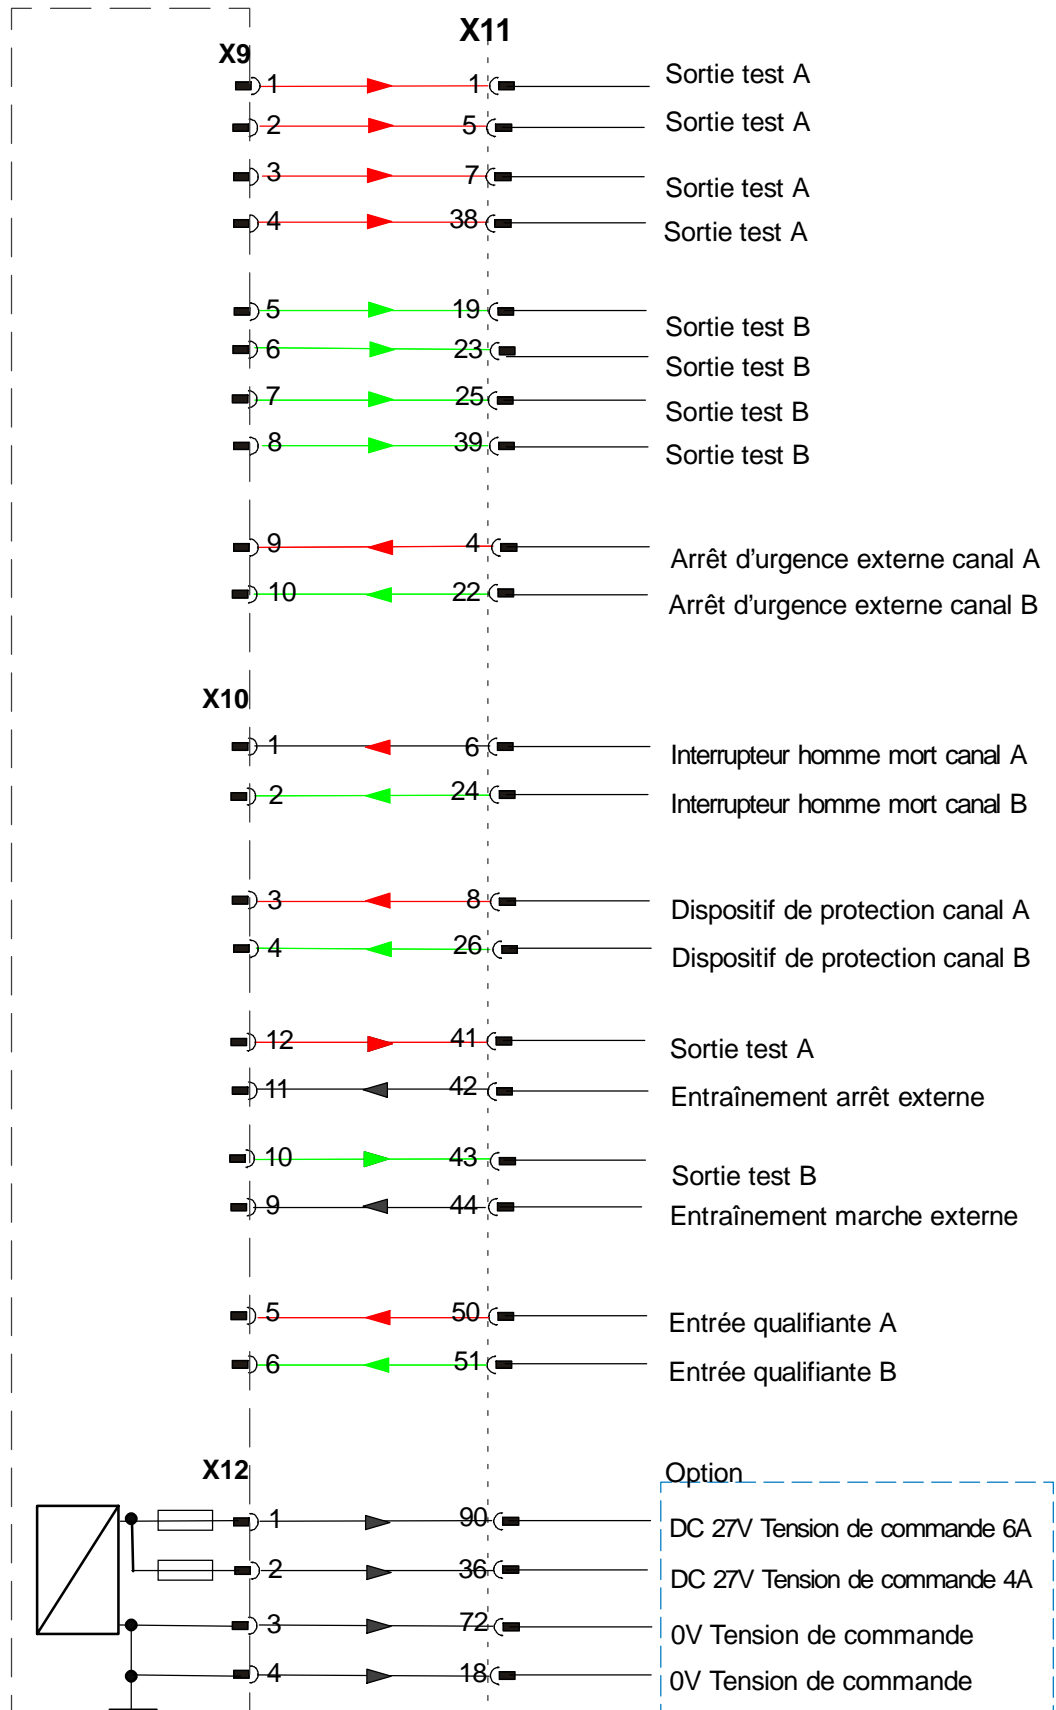 X11
X9
1 1 Sortie test A
2 5 Sortie test A
3 7 Sortie test A
4 38 Sortie test A
5 19 Sortie test B
6 23 Sortie test B
7 25 Sortie test B
8 39 Sortie test B
9 4 Arrêt d'urgence externe canal A
10 22 Arrêt d'urgence externe canal B
X10
1 6 Interrupteur homme mort canal A
2 24 Interrupteur homme mort canal B
3 8 Dispositif de protection canal A
4 26 Dispositif de protection canal B
12 41 Sortie test A
11 42 Entraînement arrêt externe
10 43 Sortie test B
9 44 Entraînement marche externe
5 50 Entrée qualifiante A
6 51 Entrée qualifiante B
X12
Option
1 90 DC 27V Tension de commande 6A
2 36 DC 27V Tension de commande 4A
3 72 0V Tension de commande
4 18 0V Tension de commande